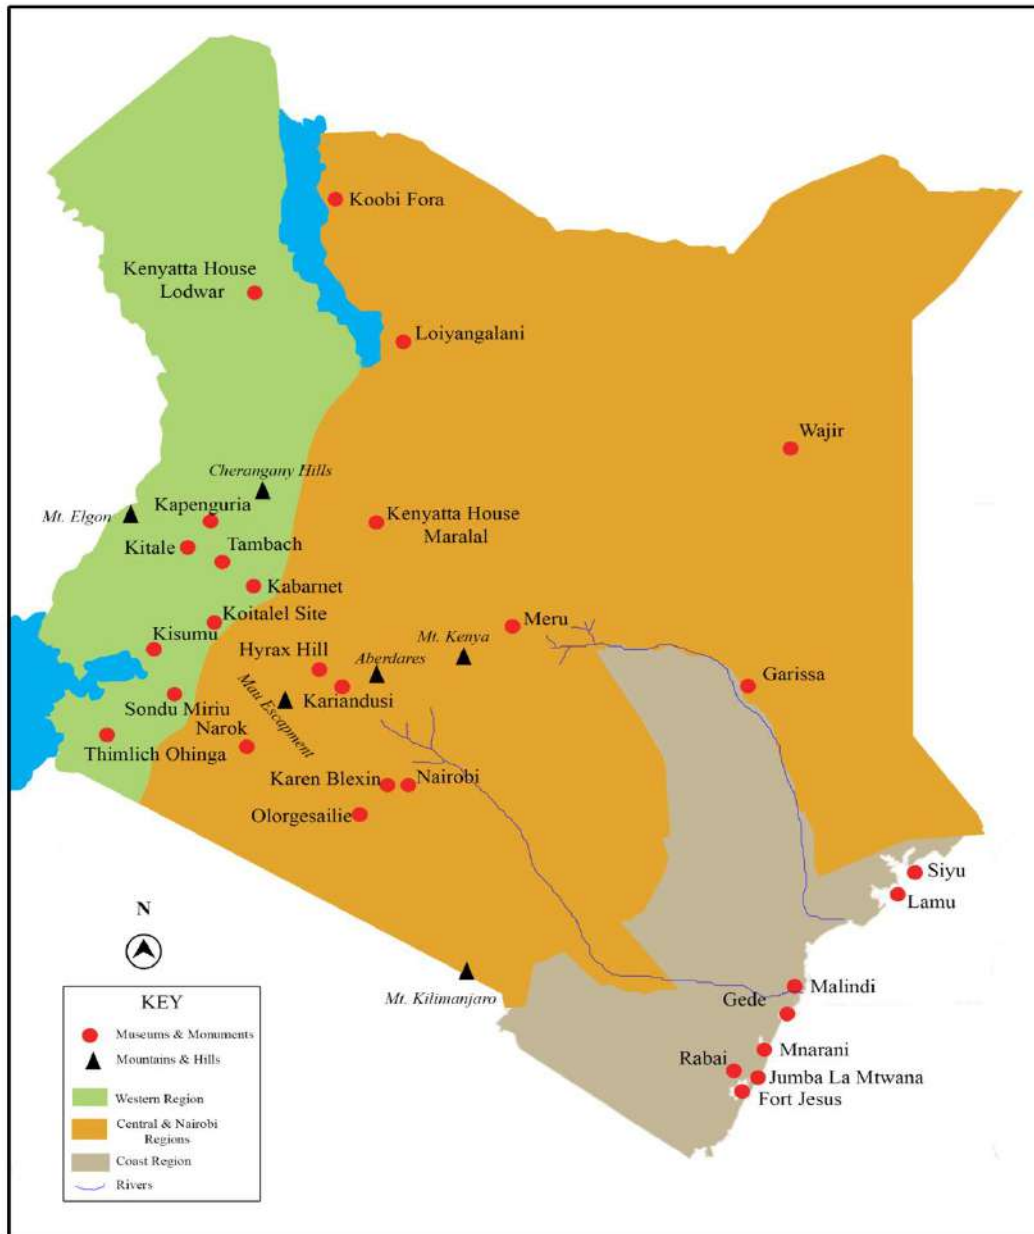 Koobi Fora
Kenyatta House
Lodwar
Loiyangalani
Wajir
Cherangany Hills
Mt. Elgon
Kapenguria
Kenyatta House
Maralal
Kitale
Tambach
Kabarnet
Koitalel Site
Meru
Kisumu
Mt. Kenya
Hyrax Hill
Aberdares
Garissa
Kariandusi
Sondu Miriu
Mau Escapment
Narok
Thimlich Ohinga
Karen Blexin
Nairobi
Olorgesailie
Siyu
Lamu
N
Mt. Kilimanjaro
Malindi
Gede
KEY
Museums & Monuments
Mnarani
Mountains & Hills
Rabai
Jumba La Mtwana
Fort Jesus
Western Region
Central & Nairobi
Regions
Coast Region
Rivers